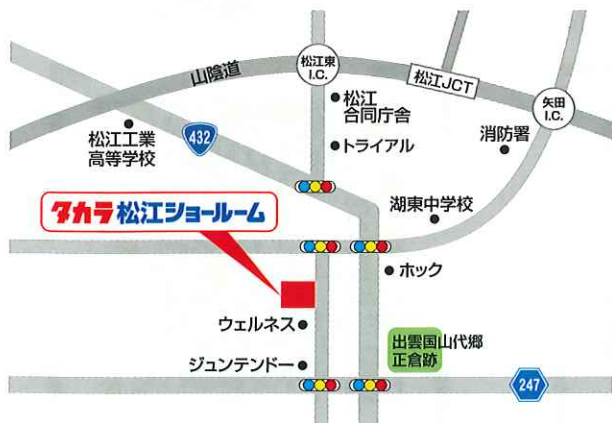 松江東
I.C.
山陰道
松江JCT
矢田
I.C.
松江
合同庁舎
松江工業
高等学校
432
トライアル
消防署
湖東中学校
タカラ松江ショールーム
ホック
ウェルネス
出雲国山代郷
正倉跡
ジュンテンドー
247